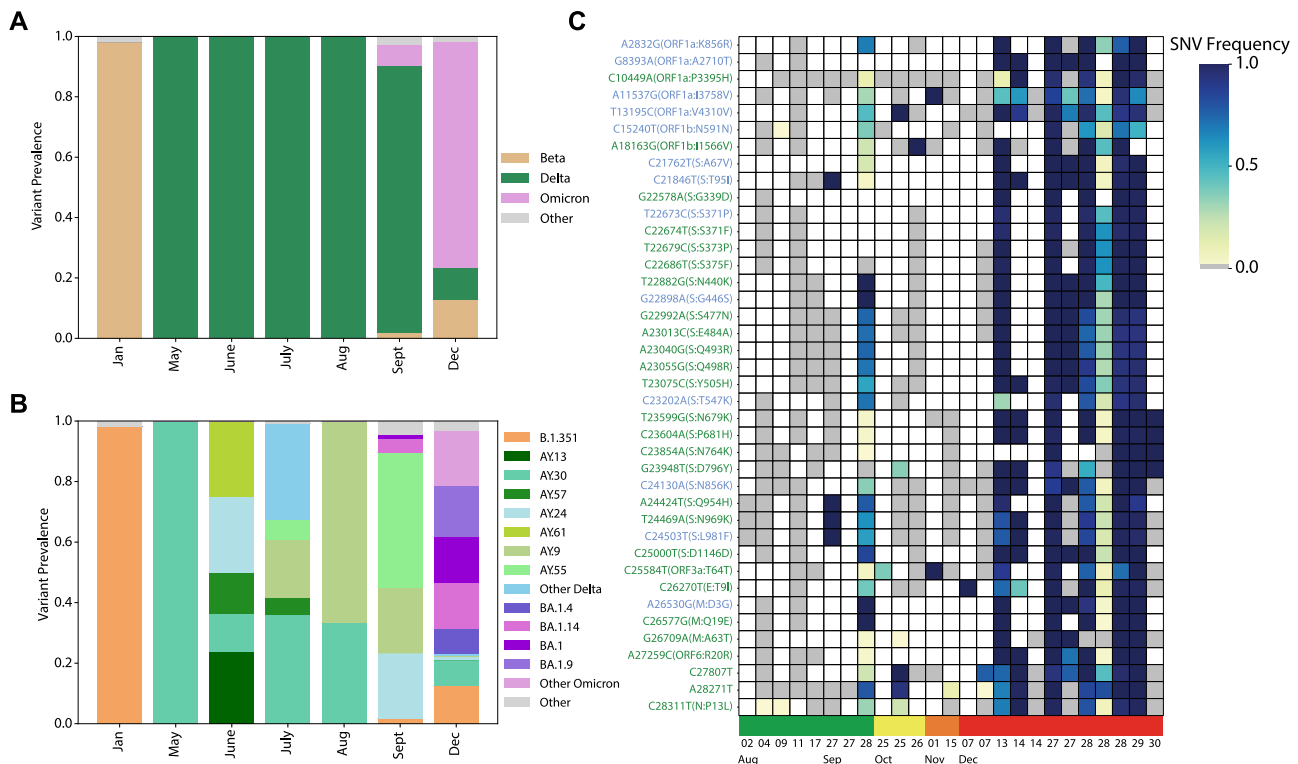 A
1.0
0.8
0.6
0.4
0.2
0.0
Variant Prevalence
Jan
May
June
July
Aug
Sept
Dec
Beta
Delta
Omicron
Other
B
1.0
0.8
0.6
0.4
0.2
0.0
Variant Prevalence
Jan
May
June
July
Aug
Sept
Dec
B.1.351
AY.13
AY.30
AY.57
AY.24
AY.61
AY.9
AY.55
Other Delta
BA.1.4
BA.1.14
BA.1
BA.1.9
Other Omicron
Other
C
A2832G(ORF1a:K856R)
G8393A(ORF1a:A2710T)
C10449A(ORF1a:P3395H)
A11537G(ORF1a:I3758V)
T13195C(ORF1a:V4310V)
C15240T(ORF1b:N591N)
A18163G(ORF1b:I1566V)
C21762T(S:A67V)
C21846T(S:T95I)
G22578A(S:G339D)
T22673C(S:S371P)
C22674T(S:S371F)
T22679C(S:S373P)
C22686T(S:S375F)
T22882G(S:N440K)
G22898A(S:G446S)
G22992A(S:S477N)
A23013C(S:E484A)
A23040G(S:Q493R)
A23055G(S:Q498R)
T23075C(S:Y505H)
C23202A(S:T547K)
T23599G(S:N679K)
C23604A(S:P681H)
C23854A(S:N764K)
G23948T(S:D796Y)
C24130A(S:N856K)
A24424T(S:Q954H)
T24469A(S:N969K)
C24503T(S:L981F)
C25000T(S:D1146D)
C25584T(ORF3a:T64T)
C26270T(E:T9I)
A26530G(M:D3G)
C26577G(M:Q19E)
G26709A(M:A63T)
A27259C(ORF6:R20R)
C27807T
A28271T
C28311T(N:P13L)
02 04 09 11 17 27 27 28 25 25 26 01 15 07 07 13 14 14 27 27 28 28 28 29 30
Aug Sep Oct Nov Dec
SNV Frequency
1.0
0.5
0.0